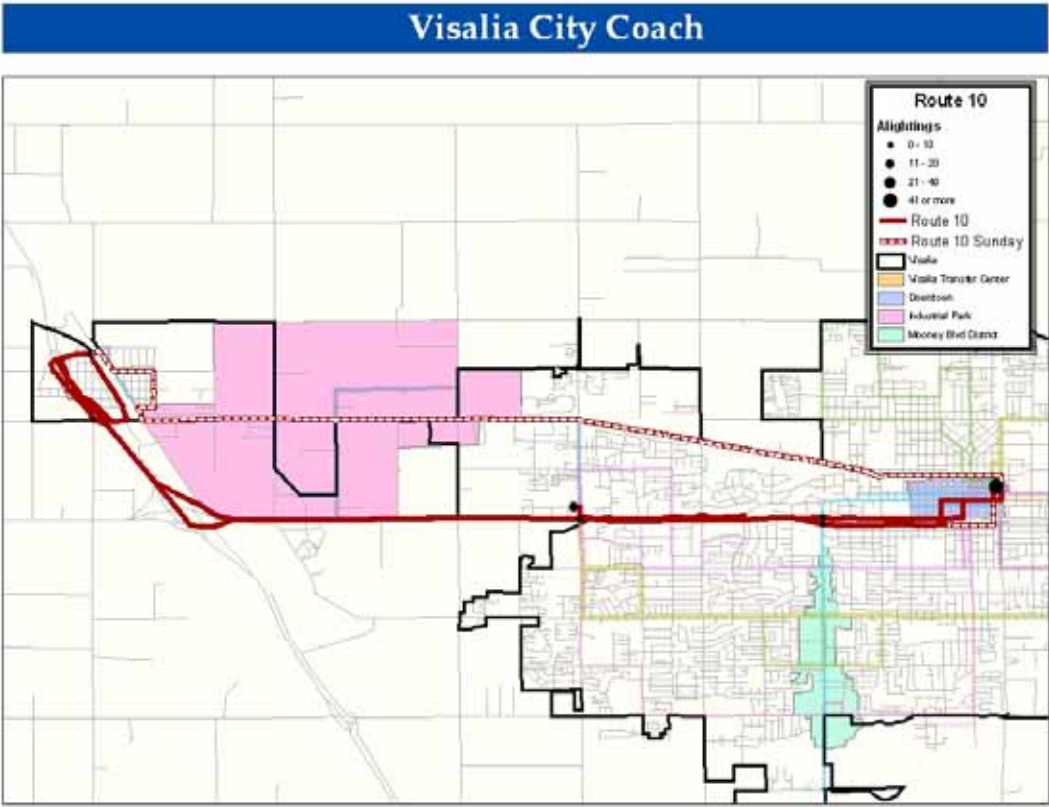 Visalia City Coach
Route 10
Alightings
0 - 10
11 - 20
21 - 40
41 or more
Route 10
Route 10 Sunday
Visalia
Visalia Transfer Center
Downtown
Industrial Park
Mooney Blvd District